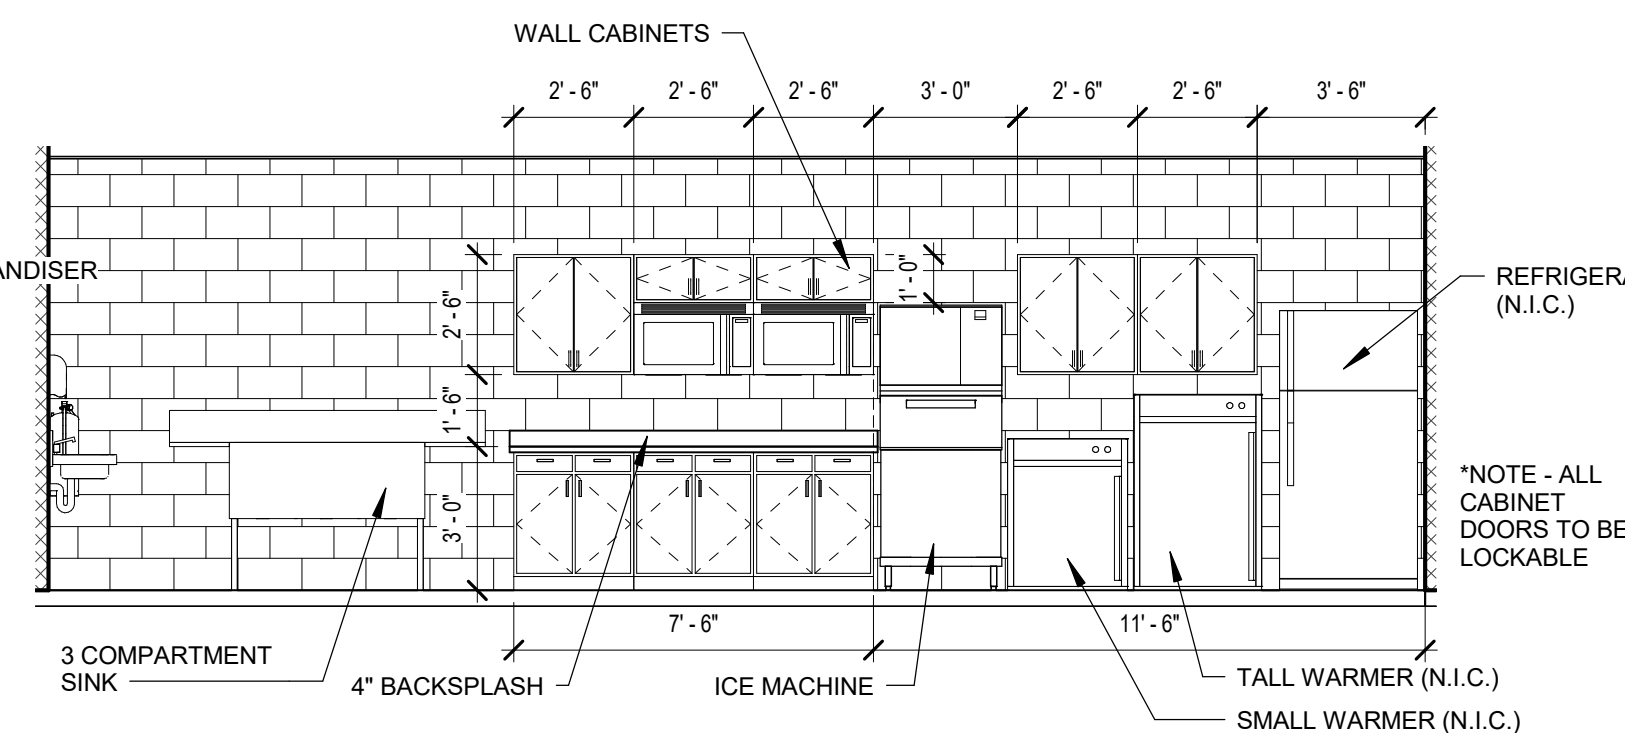 WALL CABINETS
2' - 6" 2' - 6" 2' - 6" 3' - 0" 2' - 6" 2' - 6" 3' - 6"
ANDISER
1' - 0"
2' - 6"
REFRIGERA
(N.I.C.)
1' - 6"
3' - 0"
*NOTE - ALL
CABINET
DOORS TO BE
LOCKABLE
7' - 6" 11' - 6"
3 COMPARTMENT
SINK
4" BACKSPLASH
ICE MACHINE
TALL WARMER (N.I.C.)
SMALL WARMER (N.I.C.)